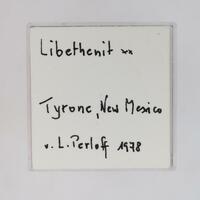 Libethenit xx
Tyrone, New Mexico
v. L. Perloff 1978